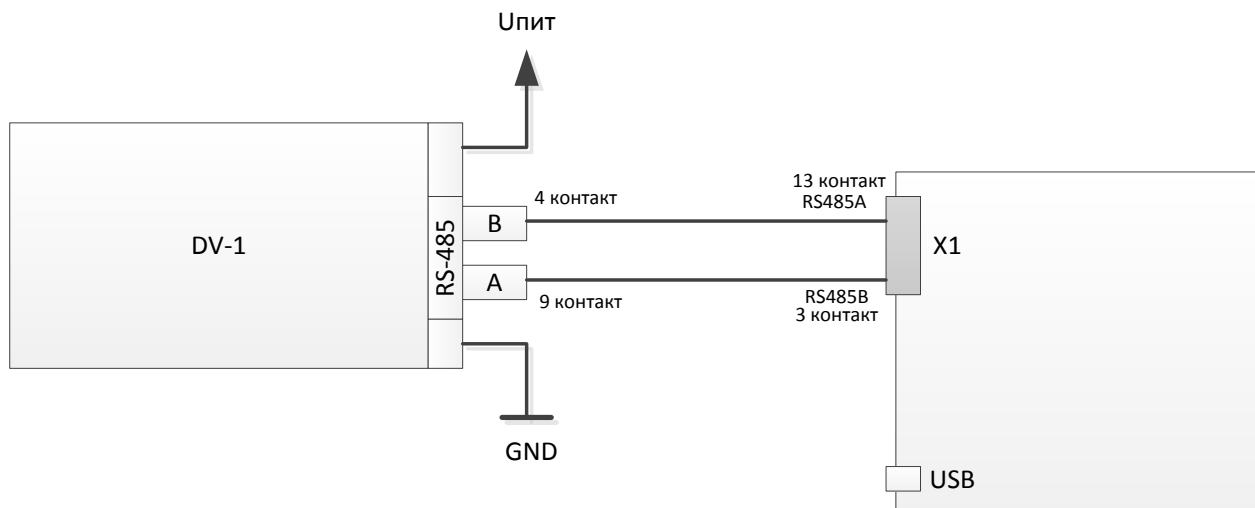 Uпит
4 контакт
13 контакт
RS485A
DV-1
RS-485
B
X1
A
9 контакт
RS485B
3 контакт
GND
USB